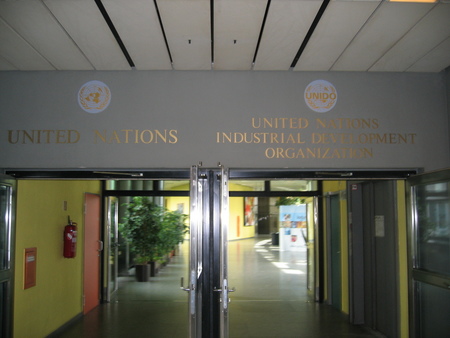 UNITED NATIONS
UNIDO
UNITED NATIONS
INDUSTRIAL DEVELOPMENT
ORGANIZATION